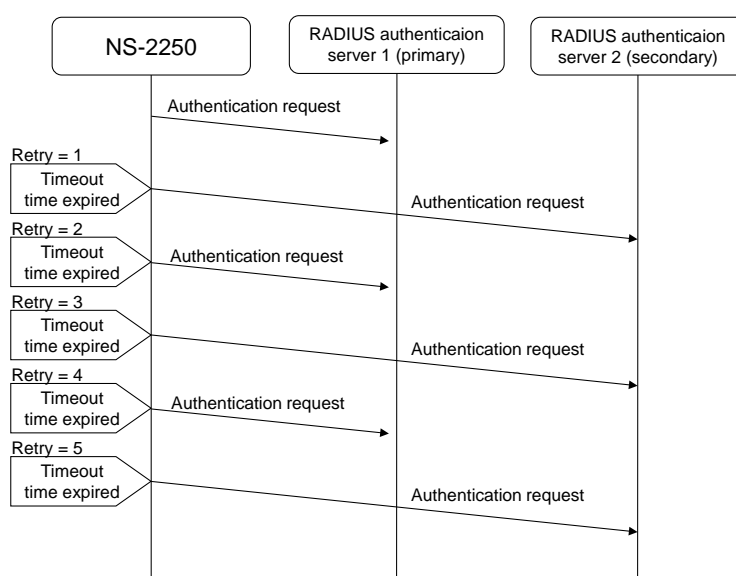 NS-2250
RADIUS authenticaion
server 1 (primary)
RADIUS authenticaion
server 2 (secondary)
Authentication request
Retry = 1
Timeout
time expired
Authentication request
Retry = 2
Timeout
time expired
Authentication request
Retry = 3
Timeout
time expired
Authentication request
Retry = 4
Timeout
time expired
Authentication request
Retry = 5
Timeout
time expired
Authentication request